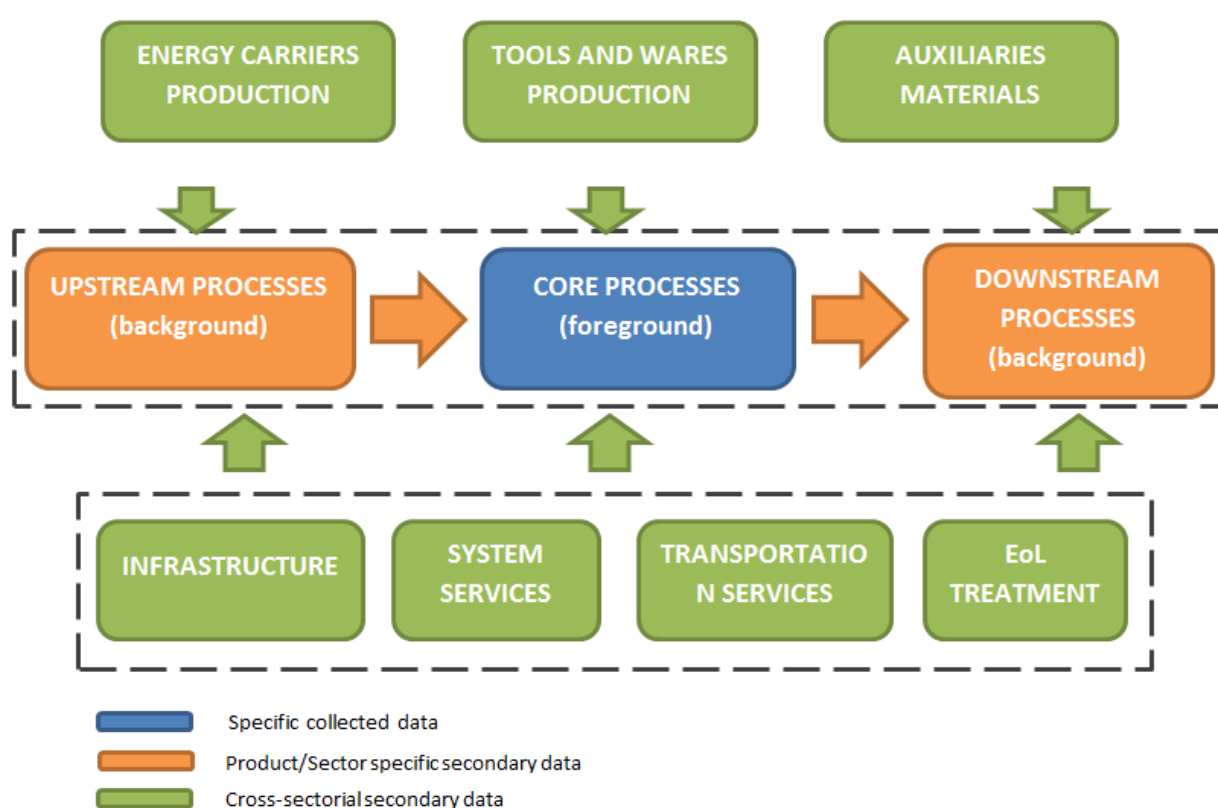 ENERGY CARRIERS
PRODUCTION
TOOLS AND WARES
PRODUCTION
AUXILIARIES
MATERIALS
UPSTREAM PROCESSES
(background)
CORE PROCESSES
(foreground)
DOWNSTREAM
PROCESSES
(background)
INFRASTRUCTURE
SYSTEM
SERVICES
TRANSPORTATIO
N SERVICES
EoL
TREATMENT
Specific collected data
Product/Sector specific secondary data
Cross-sectorial secondary data